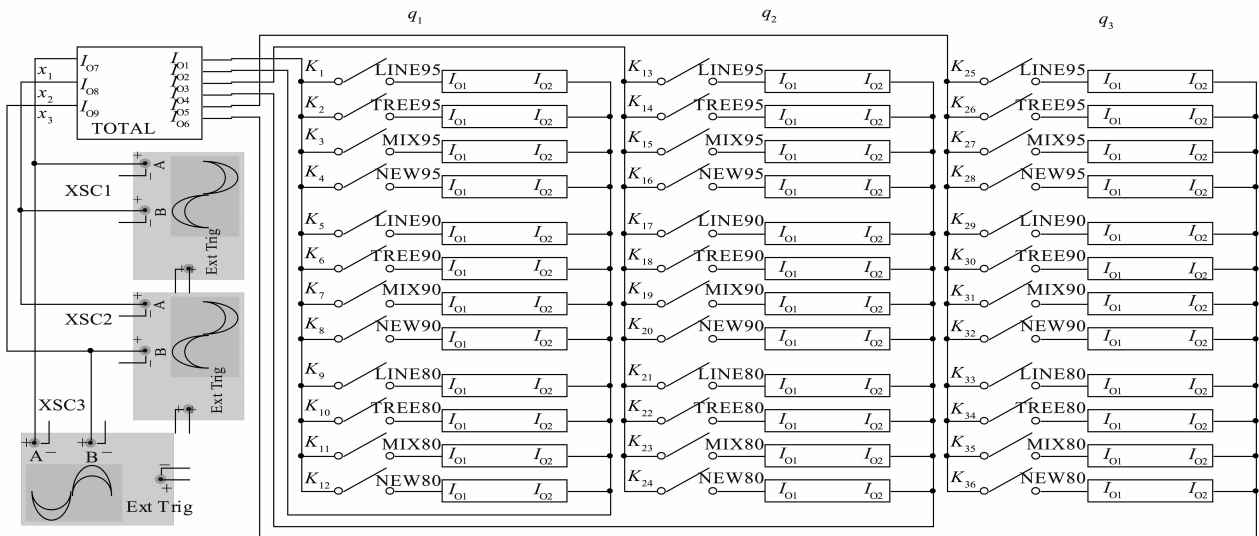 q1 q2 q3
IO7 IO1
x1 IO8 IO2
x2 IO9 IO3
x3 IO4
IO5
TOTAL IO6
K1 LINE95 IO1 IO2 K13 LINE95 IO1 IO2 K25 LINE95 IO1 IO2
K2 TREE95 IO1 IO2 K14 TREE95 IO1 IO2 K26 TREE95 IO1 IO2
K3 MIX95 IO1 IO2 K15 MIX95 IO1 IO2 K27 MIX95 IO1 IO2
K4 NEW95 IO1 IO2 K16 NEW95 IO1 IO2 K28 NEW95 IO1 IO2
K5 LINE90 IO1 IO2 K17 LINE90 IO1 IO2 K29 LINE90 IO1 IO2
K6 TREE90 IO1 IO2 K18 TREE90 IO1 IO2 K30 TREE90 IO1 IO2
K7 MIX90 IO1 IO2 K19 MIX90 IO1 IO2 K31 MIX90 IO1 IO2
K8 NEW90 IO1 IO2 K20 NEW90 IO1 IO2 K32 NEW90 IO1 IO2
K9 LINE80 IO1 IO2 K21 LINE80 IO1 IO2 K33 LINE80 IO1 IO2
K10 TREE80 IO1 IO2 K22 TREE80 IO1 IO2 K34 TREE80 IO1 IO2
K11 MIX80 IO1 IO2 K23 MIX80 IO1 IO2 K35 MIX80 IO1 IO2
K12 NEW80 IO1 IO2 K24 NEW80 IO1 IO2 K36 NEW80 IO1 IO2
XSC1
+ A −
+ B −
Ext Trig
XSC2
+ A −
+ B −
Ext Trig
XSC3
+ A − + B −
− +
Ext Trig